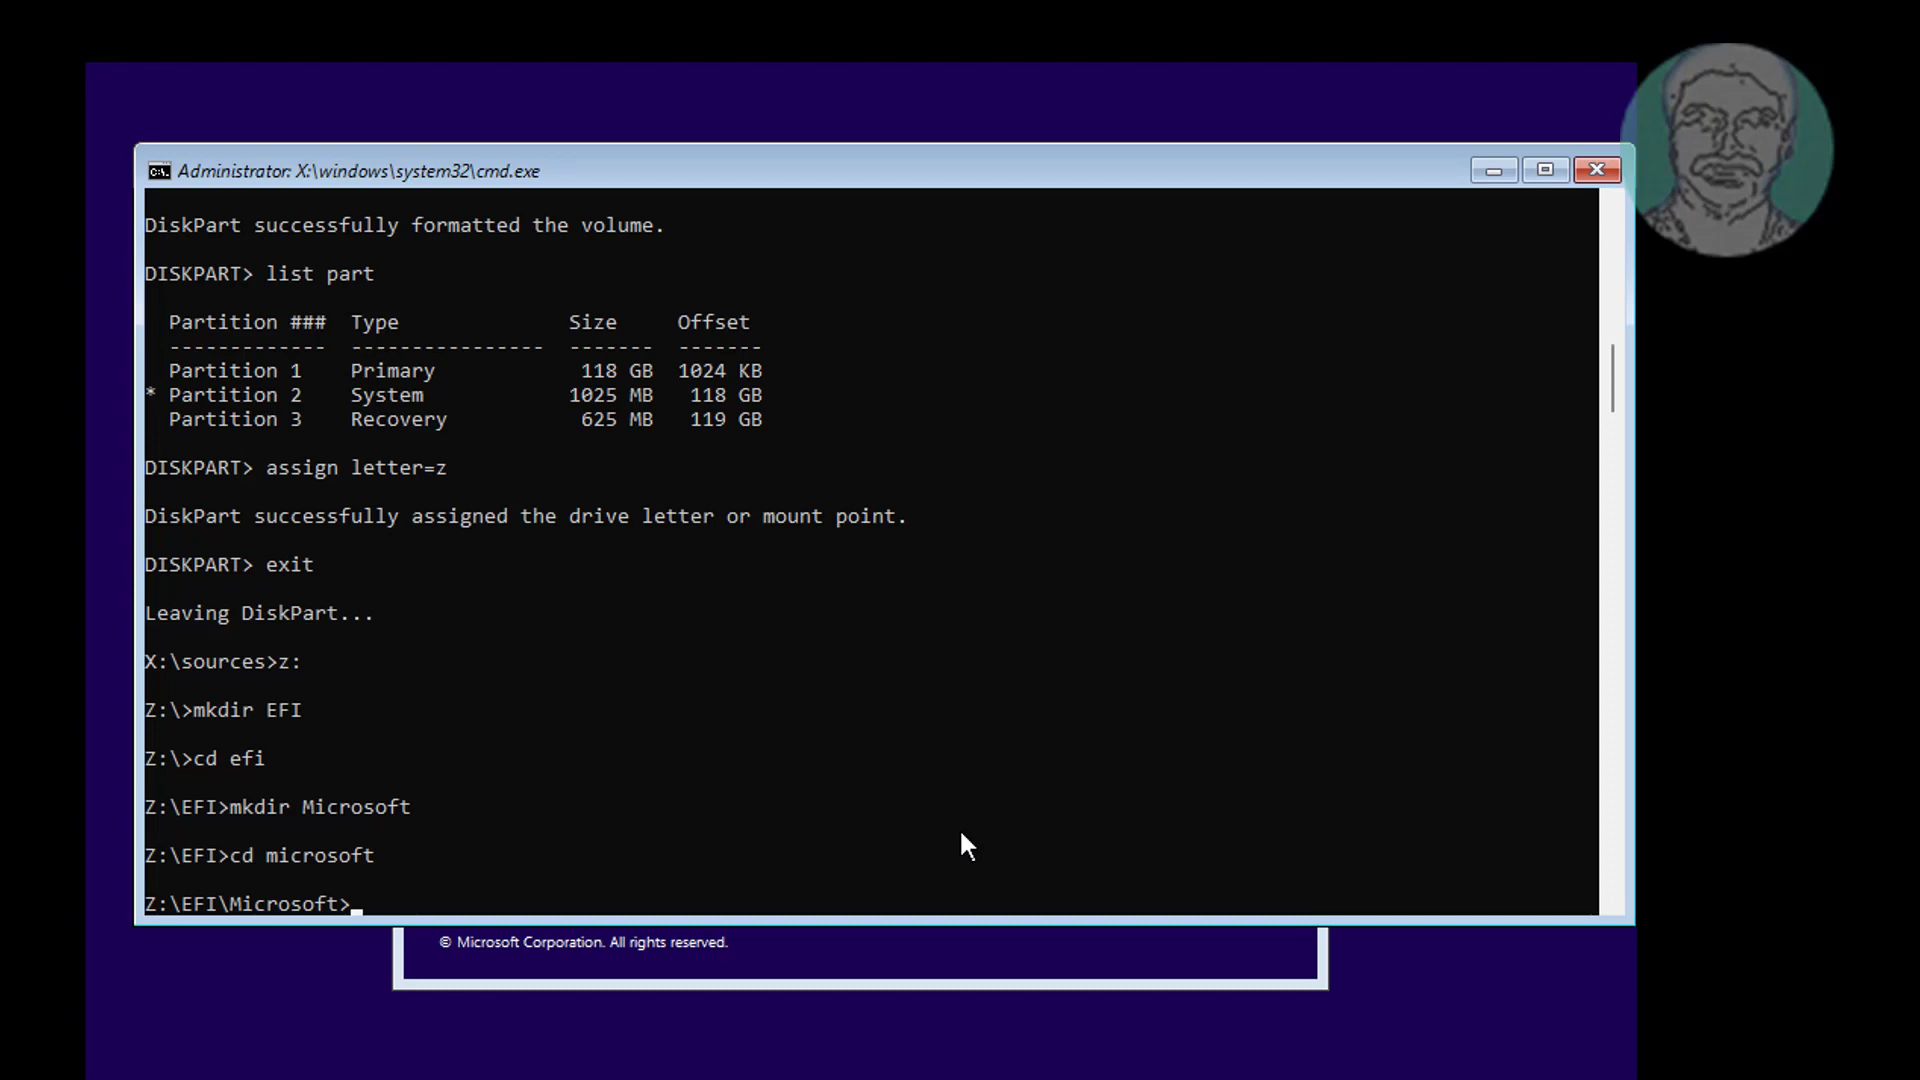 Administrator: X:\windows\system32\cmd.exe
DiskPart successfully formatted the volume.
DISKPART> list part
Partition ###  Type              Size     Offset
-------------  ----------------  -------  -------
Partition 1    Primary            118 GB  1024 KB
* Partition 2    System            1025 MB   118 GB
Partition 3    Recovery           625 MB   119 GB
DISKPART> assign letter=z
DiskPart successfully assigned the drive letter or mount point.
DISKPART> exit
Leaving DiskPart...
X:\sources>z:
Z:\>mkdir EFI
Z:\>cd efi
Z:\EFI>mkdir Microsoft
Z:\EFI>cd microsoft
Z:\EFI\Microsoft>
© Microsoft Corporation. All rights reserved.